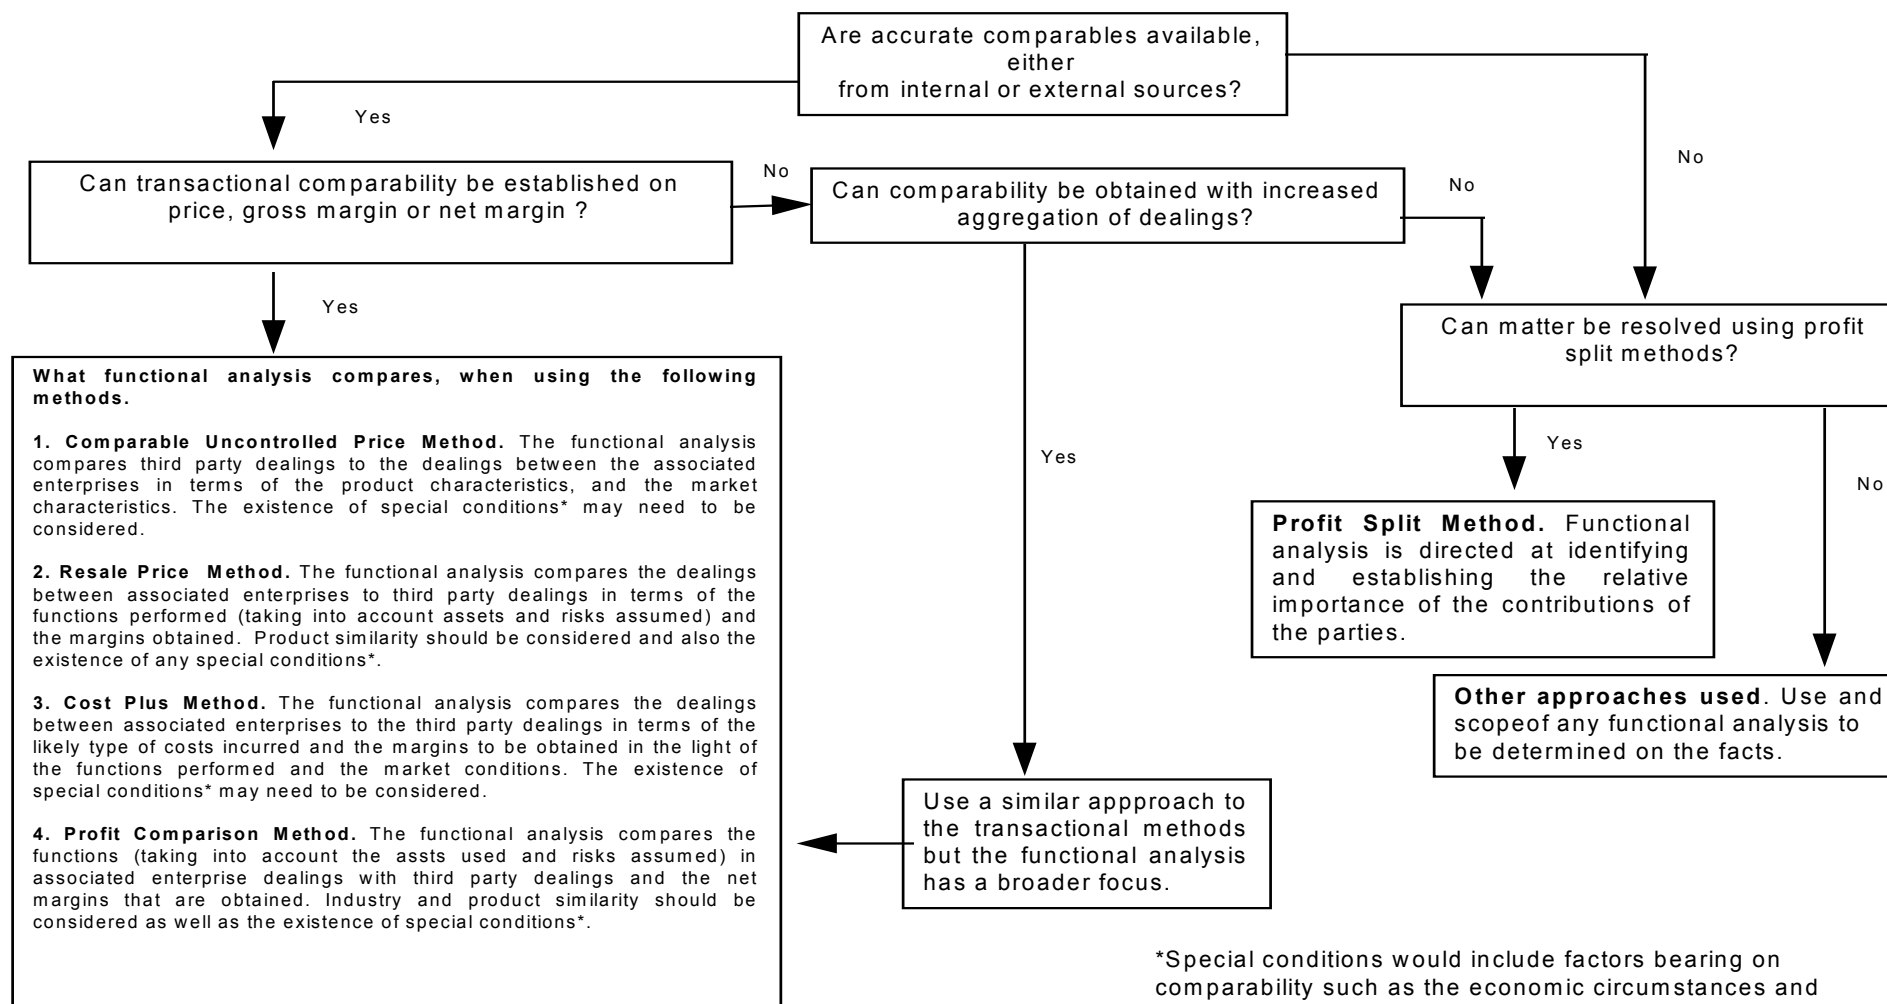 Are accurate comparables available,
either
from internal or external sources?
Yes
No
Can transactional comparability be established on
price, gross margin or net margin ?
No
Can comparability be obtained with increased
aggregation of dealings?
No
Yes
Can matter be resolved using profit
split methods?
What functional analysis compares, when using the following
methods.
1. Comparable Uncontrolled Price Method. The functional analysis
compares third party dealings to the dealings between the associated
enterprises in terms of the product characteristics, and the market
characteristics. The existence of special conditions* may need to be
considered.
2. Resale Price Method. The functional analysis compares the dealings
between associated enterprises to third party dealings in terms of the
functions performed (taking into account assets and risks assumed) and
the margins obtained. Product similarity should be considered and also the
existence of any special conditions*.
3. Cost Plus Method. The functional analysis compares the dealings
between associated enterprises to the third party dealings in terms of the
likely type of costs incurred and the margins to be obtained in the light of
the functions performed and the market conditions. The existence of
special conditions* may need to be considered.
4. Profit Comparison Method. The functional analysis compares the
functions (taking into account the assts used and risks assumed) in
associated enterprise dealings with third party dealings and the net
margins that are obtained. Industry and product similarity should be
considered as well as the existence of special conditions*.
Yes
Yes
No
Profit Split Method. Functional
analysis is directed at identifying
and establishing the relative
importance of the contributions of
the parties.
Other approaches used. Use and
scopeof any functional analysis to
be determined on the facts.
Use a similar appproach to
the transactional methods
but the functional analysis
has a broader focus.
*Special conditions would include factors bearing on
comparability such as the economic circumstances and